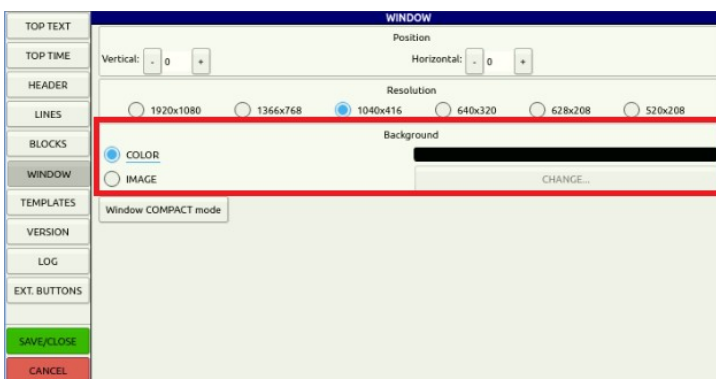 TOP TEXT
TOP TIME
HEADER
LINES
BLOCKS
WINDOW
TEMPLATES
VERSION
LOG
EXT. BUTTONS
SAVE/CLOSE
CANCEL
WINDOW
Position
Vertical: - 0 + Horizontal: - 0 +
Resolution
1920x1080 1366x768 1040x416 640x320 628x208 520x208
Background
COLOR
IMAGE CHANGE...
Window COMPACT mode